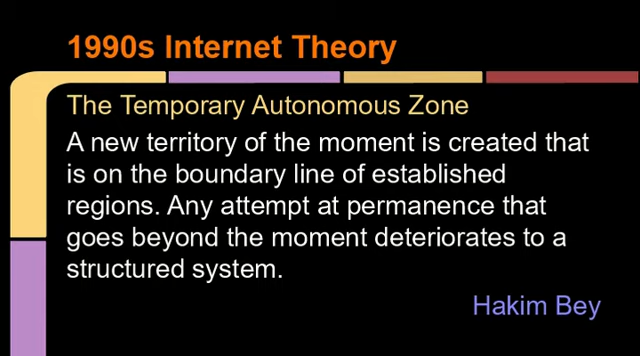 1990s Internet Theory
The Temporary Autonomous Zone
A new territory of the moment is created that
is on the boundary line of established
regions. Any attempt at permanence that
goes beyond the moment deteriorates to a
structured system.
Hakim Bey